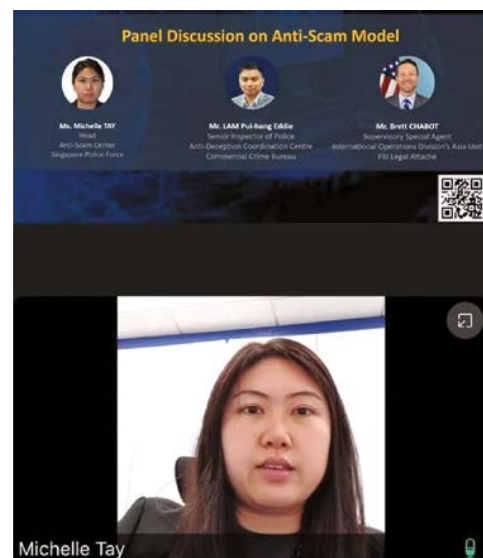 Panel Discussion on Anti-Scam Model
Ms. Michelle TAY
Head
Anti-Scam Center
Singapore Police Force
Mr. LAM Pui-hang Eddie
Senior Inspector of Police
Anti-Deception Coordination Centre
Commercial Crime Bureau
Mr. Brett CHABOT
Supervisory Special Agent
International Operations Division's Asia Unit
FBI Legal Attaché
Michelle Tay